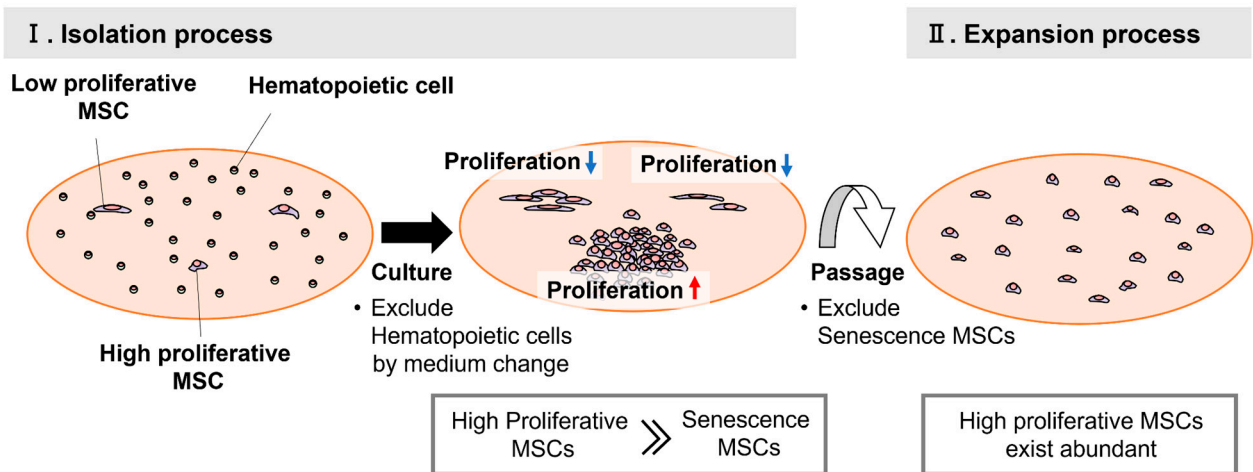 Ⅰ. Isolation process
Ⅱ. Expansion process
Low proliferative
MSC
Hematopoietic cell
High proliferative
MSC
Culture
• Exclude
Hematopoietic cells
by medium change
Proliferation
Proliferation
Proliferation
Passage
• Exclude
Senescence MSCs
High Proliferative
MSCs
Senescence
MSCs
High proliferative MSCs
exist abundant